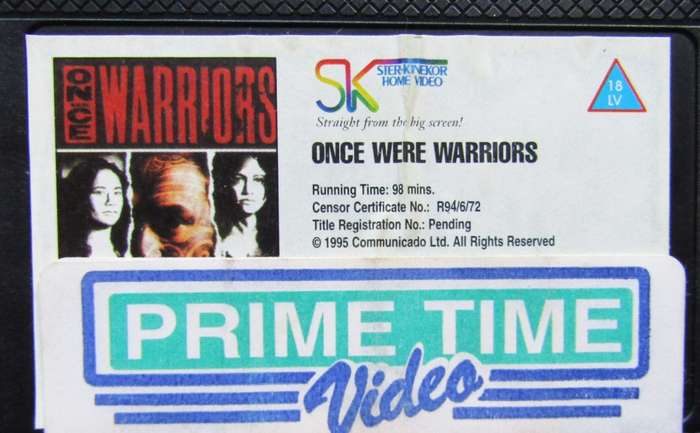 ONCE
WARRIORS
SK
STER-KINEKOR
HOME VIDEO
Straight from the big screen!
18
LV
ONCE WERE WARRIORS
Running Time: 98 mins.
Censor Certificate No.: R94/6/72
Title Registration No.: Pending
© 1995 Communicado Ltd. All Rights Reserved
PRIME TIME
Video